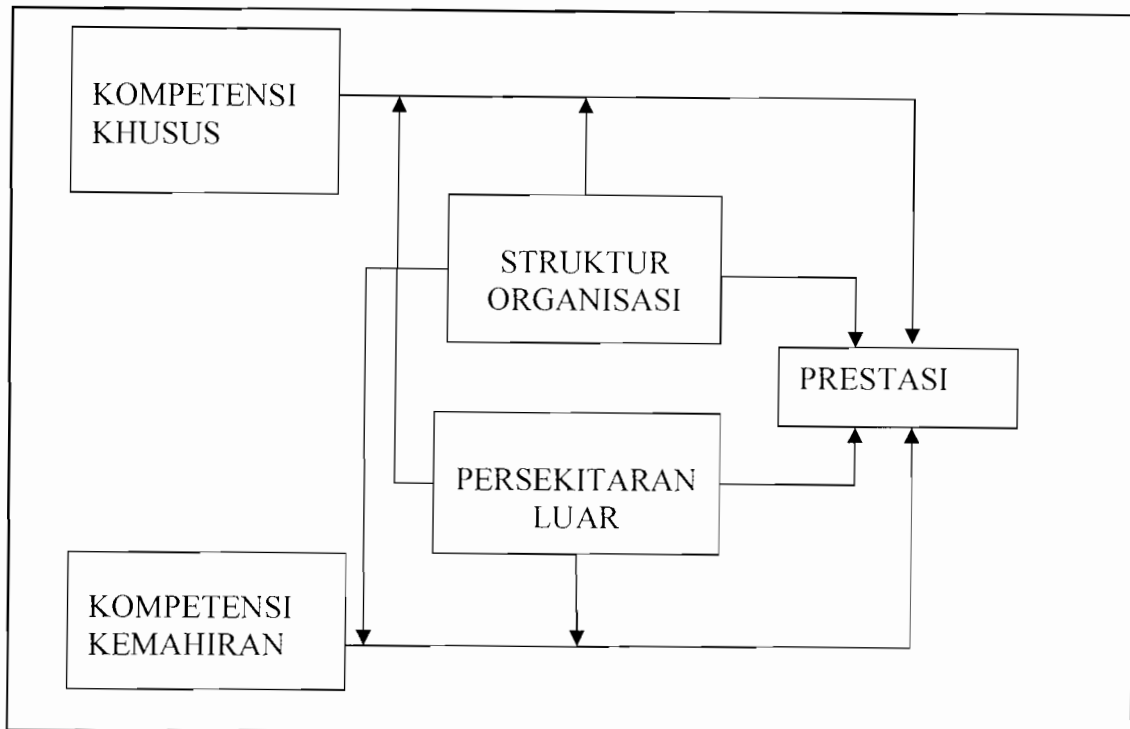 KOMPETENSI
KHUSUS
STRUKTUR
ORGANISASI
PRESTASI
PERSEKITARAN
LUAR
KOMPETENSI
KEMAHIRAN